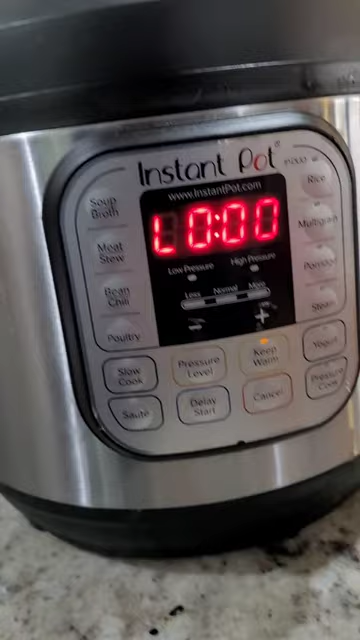 Instant Pot
www.InstantPot.com
L0:00
Low Pressure High Pressure
Less Normal More
Soup
Broth
Meat
Stew
Bean
Chili
Poultry
Slow
Cook
Sauté
Pressure
Level
Delay
Start
Keep
Warm
Cancel
Rice
Multigrain
Porridge
Steam
Yogurt
Pressure
Cook